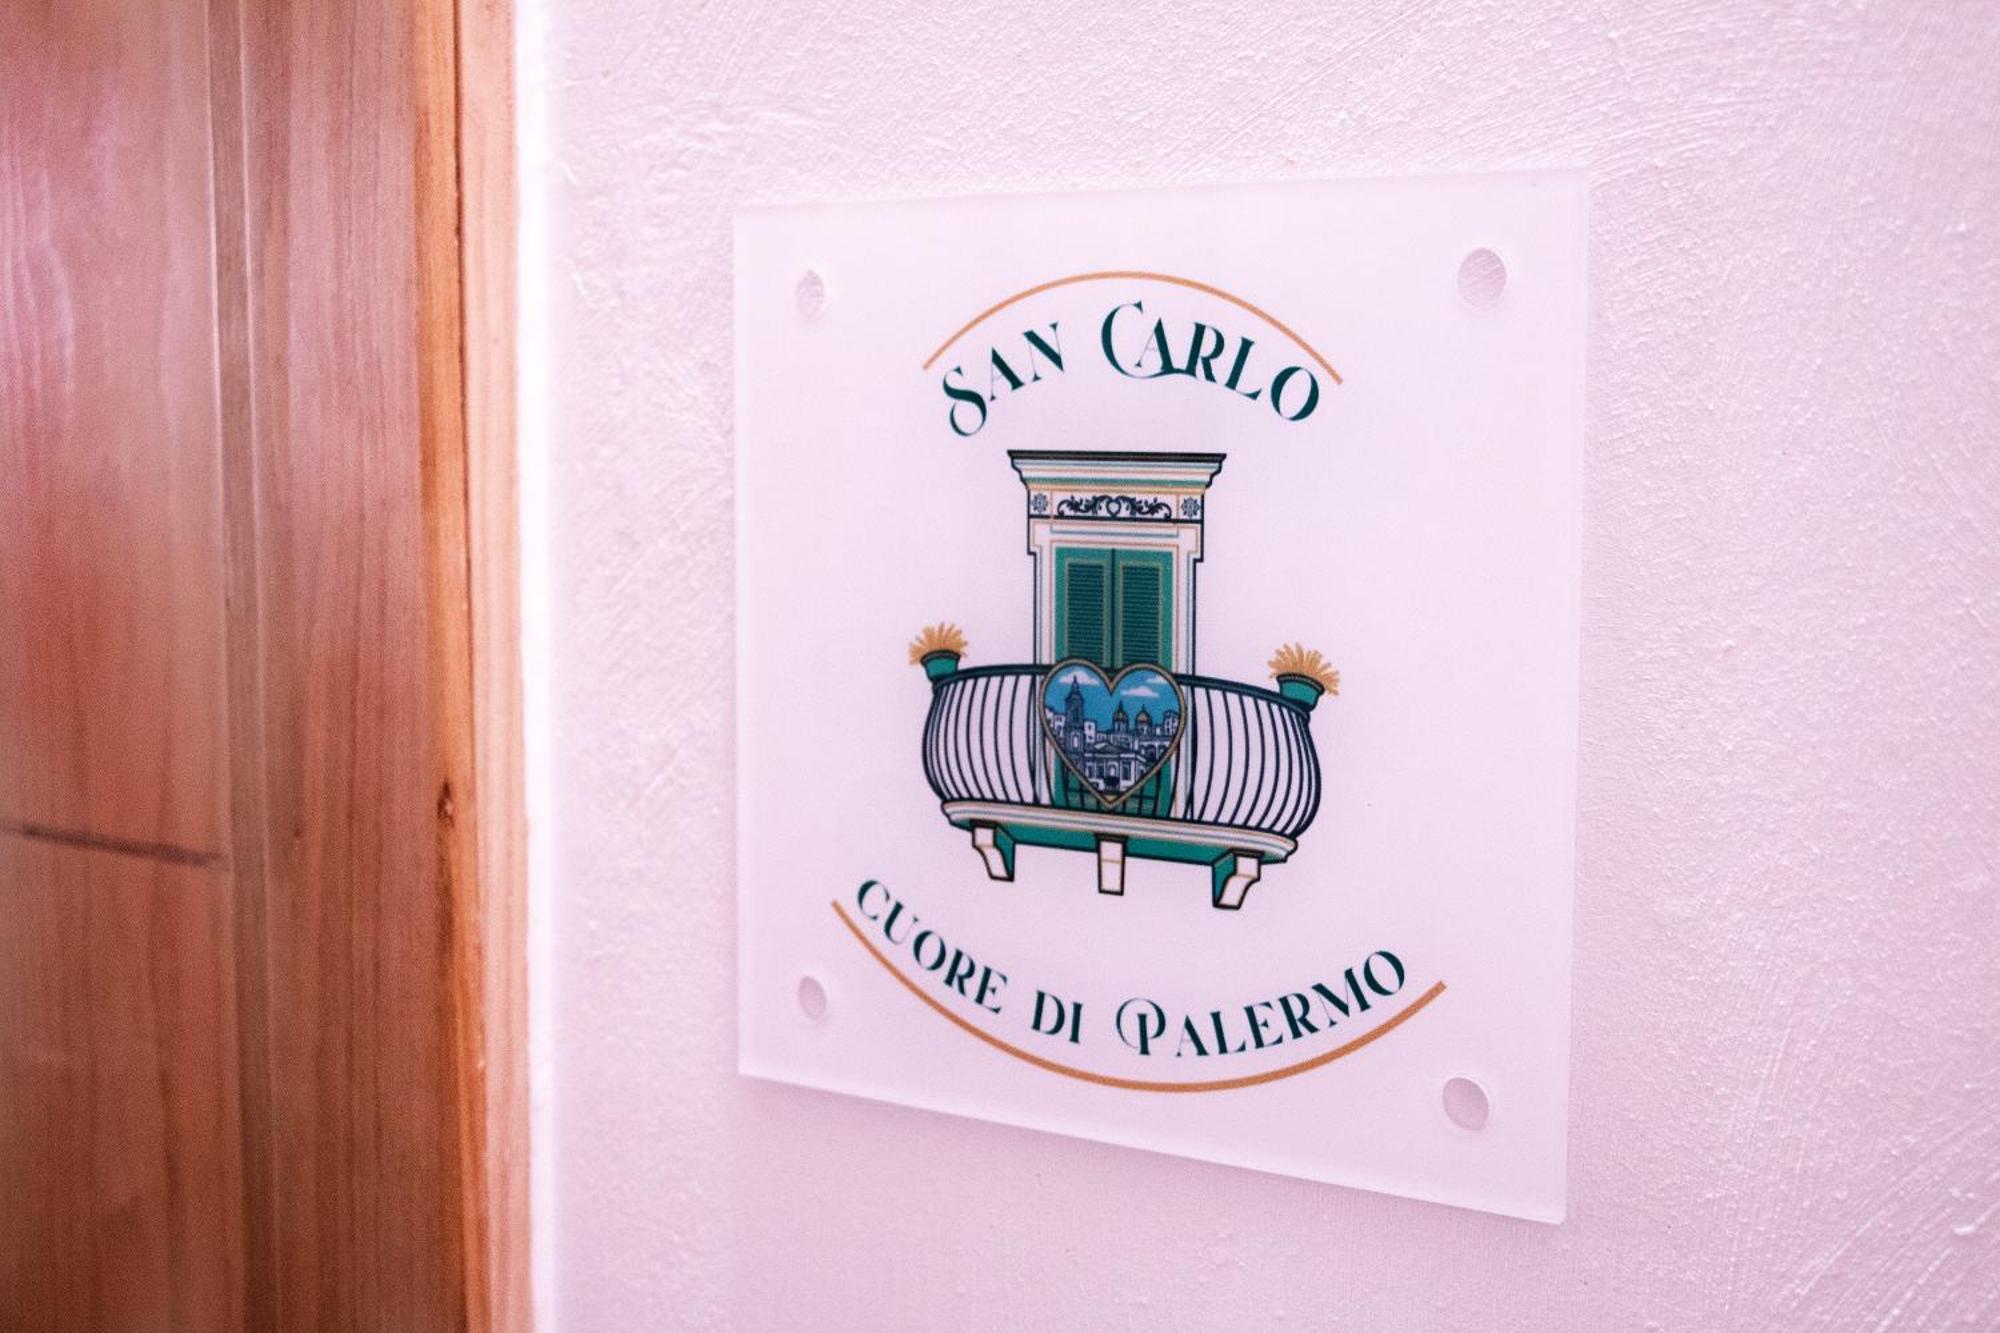 San Carlo
CUORE DI PALERMO